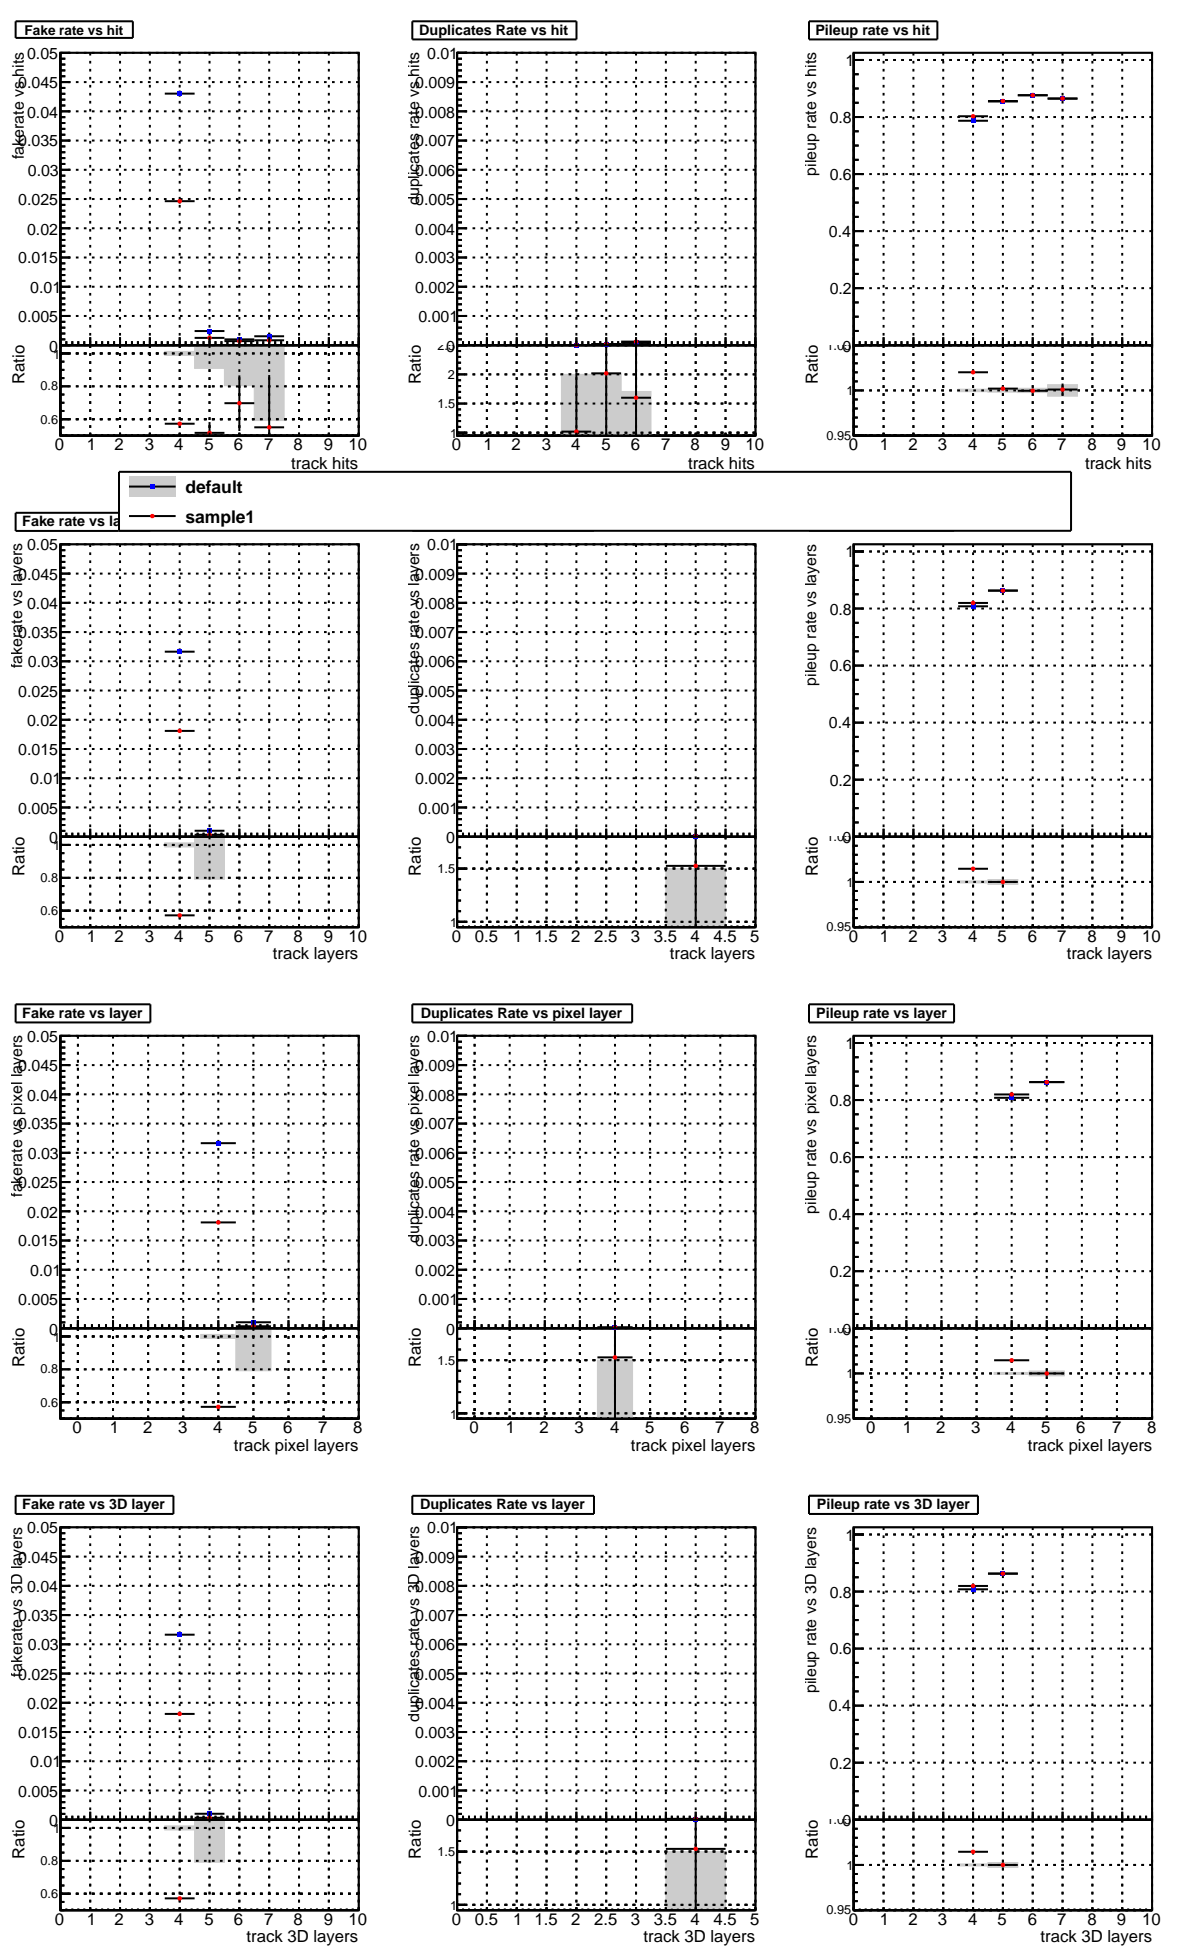 Fake rate vs hit
Duplicates Rate vs hit
Pileup rate vs hit
fakerate vs hits
0.05
0.045
0.04
0.035
0.03
0.025
0.02
0.015
0.01
0.005
0
Ratio
1
0.8
0.6
0 1 2 3 4 5 6 7 8 9 10
track hits
duplicates rate vs hits
0.01
0.009
0.008
0.007
0.006
0.005
0.004
0.003
0.002
0.001
0
Ratio
2
1.5
1
0 1 2 3 4 5 6 7 8 9 10
track hits
pileup rate vs hits
1
0.8
0.6
0.4
0.2
0
Ratio
1
0.95
0 1 2 3 4 5 6 7 8 9 10
track hits
default
sample1
Fake rate vs la
fakerate vs layers
0.05
0.045
0.04
0.035
0.03
0.025
0.02
0.015
0.01
0.005
0
Ratio
1
0.8
0.6
0 1 2 3 4 5 6 7 8 9 10
track layers
duplicates rate vs layers
0.01
0.009
0.008
0.007
0.006
0.005
0.004
0.003
0.002
0.001
0
Ratio
1.5
1
0 0.5 1 1.5 2 2.5 3 3.5 4 4.5 5
track layers
pileup rate vs layers
1
0.8
0.6
0.4
0.2
0
Ratio
1
0.95
0 1 2 3 4 5 6 7 8 9 10
track layers
Fake rate vs layer
Duplicates Rate vs pixel layer
Pileup rate vs layer
fakerate vs pixel layers
0.05
0.045
0.04
0.035
0.03
0.025
0.02
0.015
0.01
0.005
0
Ratio
1
0.8
0.6
0 1 2 3 4 5 6 7 8
track pixel layers
duplicates rate vs pixel layers
0.01
0.009
0.008
0.007
0.006
0.005
0.004
0.003
0.002
0.001
0
Ratio
1.5
1
0 1 2 3 4 5 6 7 8
track pixel layers
pileup rate vs pixel layers
1
0.8
0.6
0.4
0.2
0
Ratio
1
0.95
0 1 2 3 4 5 6 7 8
track pixel layers
Fake rate vs 3D layer
Duplicates Rate vs layer
Pileup rate vs 3D layer
fakerate vs 3D layers
0.05
0.045
0.04
0.035
0.03
0.025
0.02
0.015
0.01
0.005
0
Ratio
1
0.8
0.6
0 1 2 3 4 5 6 7 8 9 10
track 3D layers
duplicates rate vs 3D layers
0.01
0.009
0.008
0.007
0.006
0.005
0.004
0.003
0.002
0.001
0
Ratio
1.5
1
0 0.5 1 1.5 2 2.5 3 3.5 4 4.5 5
track 3D layers
pileup rate vs 3D layers
1
0.8
0.6
0.4
0.2
0
Ratio
1
0.95
0 1 2 3 4 5 6 7 8 9 10
track 3D layers